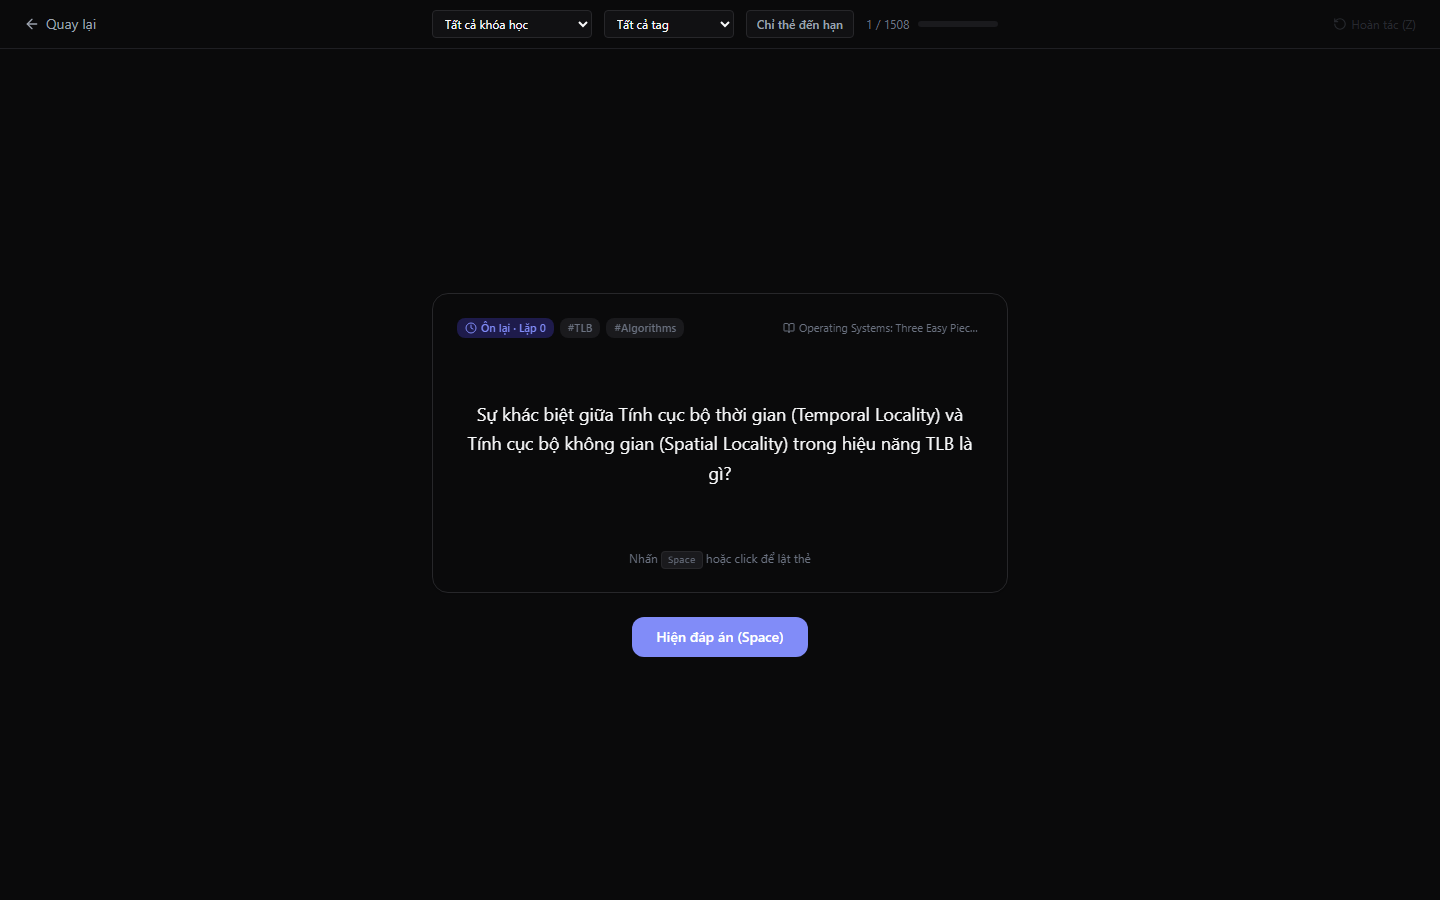 Quay lại
Tất cả khóa học
Tất cả tag
Chỉ thẻ đến hạn
1 / 1508
Hoàn tác (Z)
Ôn lại · Lặp 0
#TLB
#Algorithms
Operating Systems: Three Easy Piec...
Sự khác biệt giữa Tính cục bộ thời gian (Temporal Locality) và
Tính cục bộ không gian (Spatial Locality) trong hiệu năng TLB là
gì?
Nhấn Space hoặc click để lật thẻ
Hiện đáp án (Space)